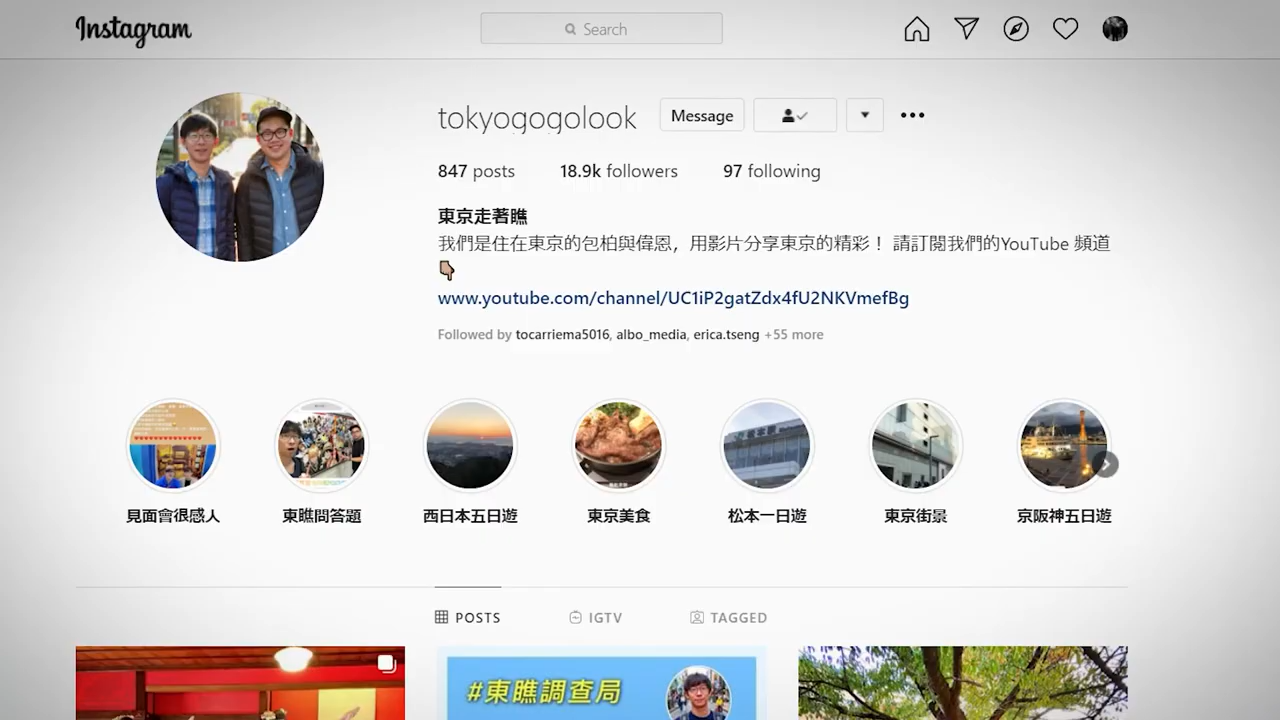 Instagram
Search
tokyogogolook
Message
847 posts 18.9k followers 97 following
東京走著瞧
我們是住在東京的包柏與偉恩，用影片分享東京的精彩！ 請訂閱我們的YouTube 頻道
👇🏽
www.youtube.com/channel/UC1iP2gatZdx4fU2NKVmefBg
Followed by tocarriema5016, albo_media, erica.tseng +55 more
見面會很感人 東瞧問答題 西日本五日遊 東京美食 松本一日遊 東京街景 京阪神五日遊
POSTS IGTV TAGGED
#東瞧調查局